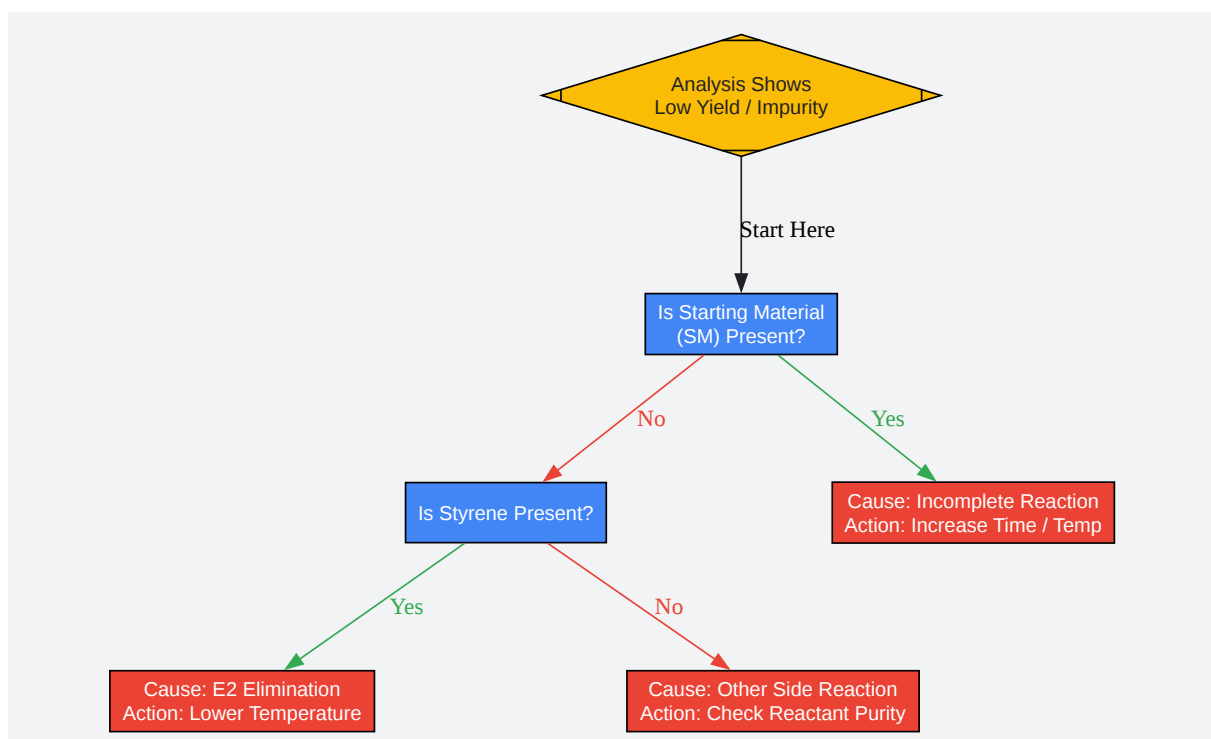 Analysis Shows
Low Yield / Impurity
Start Here
Is Starting Material
(SM) Present?
No
Yes
Is Styrene Present?
Cause: Incomplete Reaction
Action: Increase Time / Temp
Yes
No
Cause: E2 Elimination
Action: Lower Temperature
Cause: Other Side Reaction
Action: Check Reactant Purity